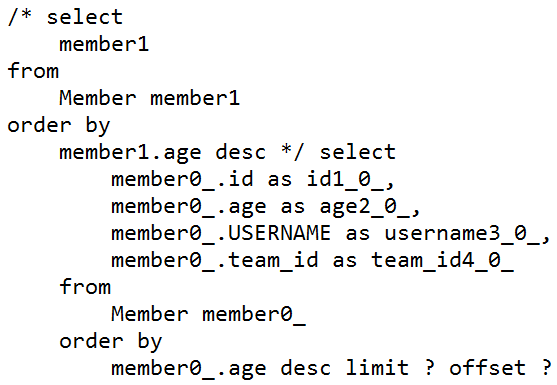 /* select
    member1
from
    Member member1
order by
    member1.age desc */ select
        member0_.id as id1_0_,
        member0_.age as age2_0_,
        member0_.USERNAME as username3_0_,
        member0_.team_id as team_id4_0_
    from
        Member member0_
    order by
        member0_.age desc limit ? offset ?